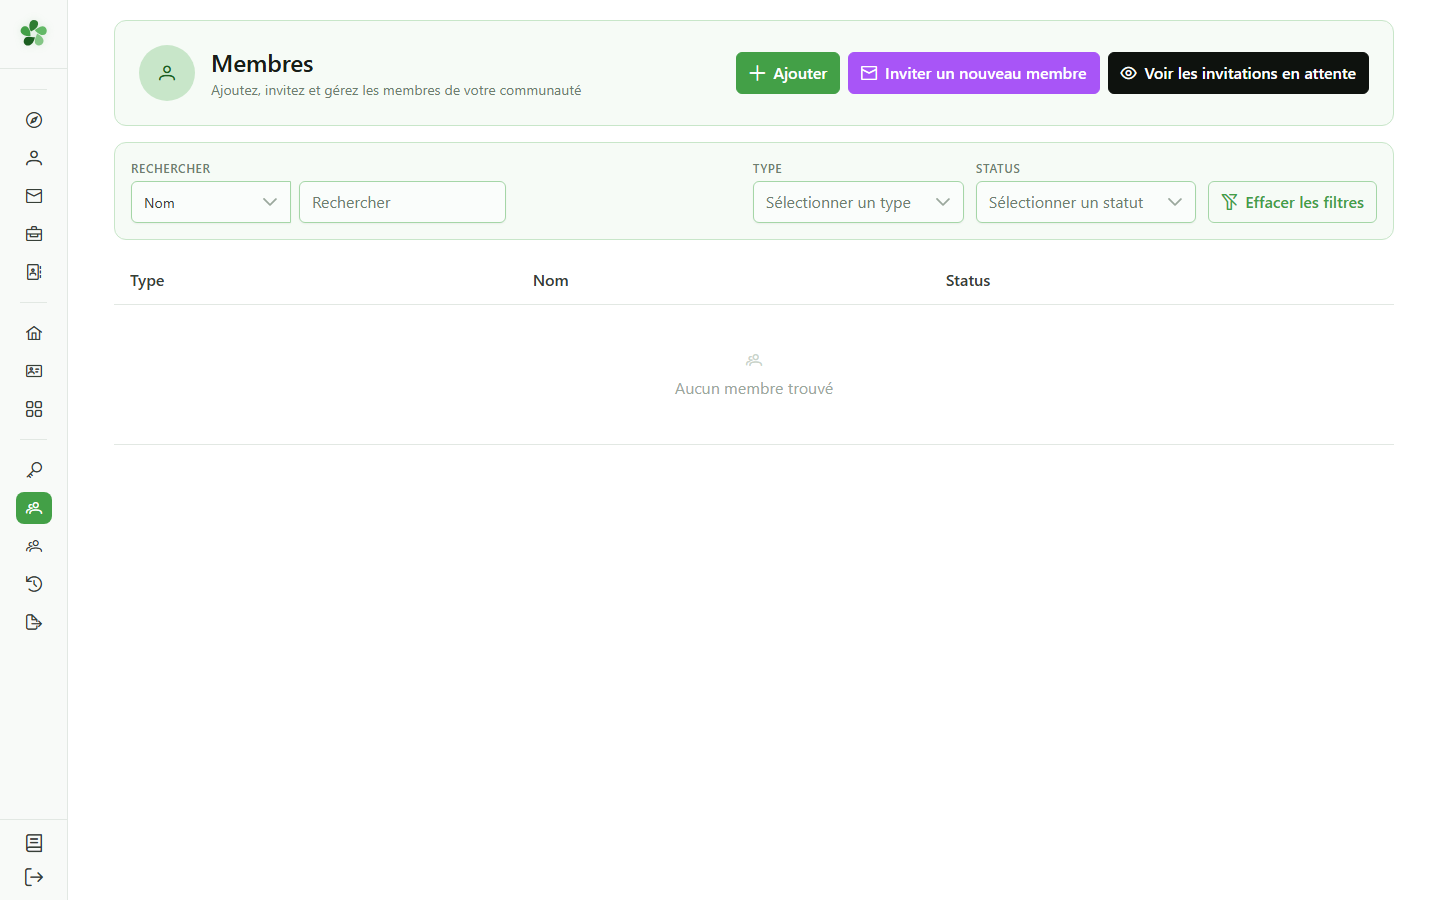 Membres
Ajoutez, invitez et gérez les membres de votre communauté
Ajouter
Inviter un nouveau membre
Voir les invitations en attente
RECHERCHER
Nom
Rechercher
TYPE
Sélectionner un type
STATUS
Sélectionner un statut
Effacer les filtres
Type
Nom
Status
Aucun membre trouvé